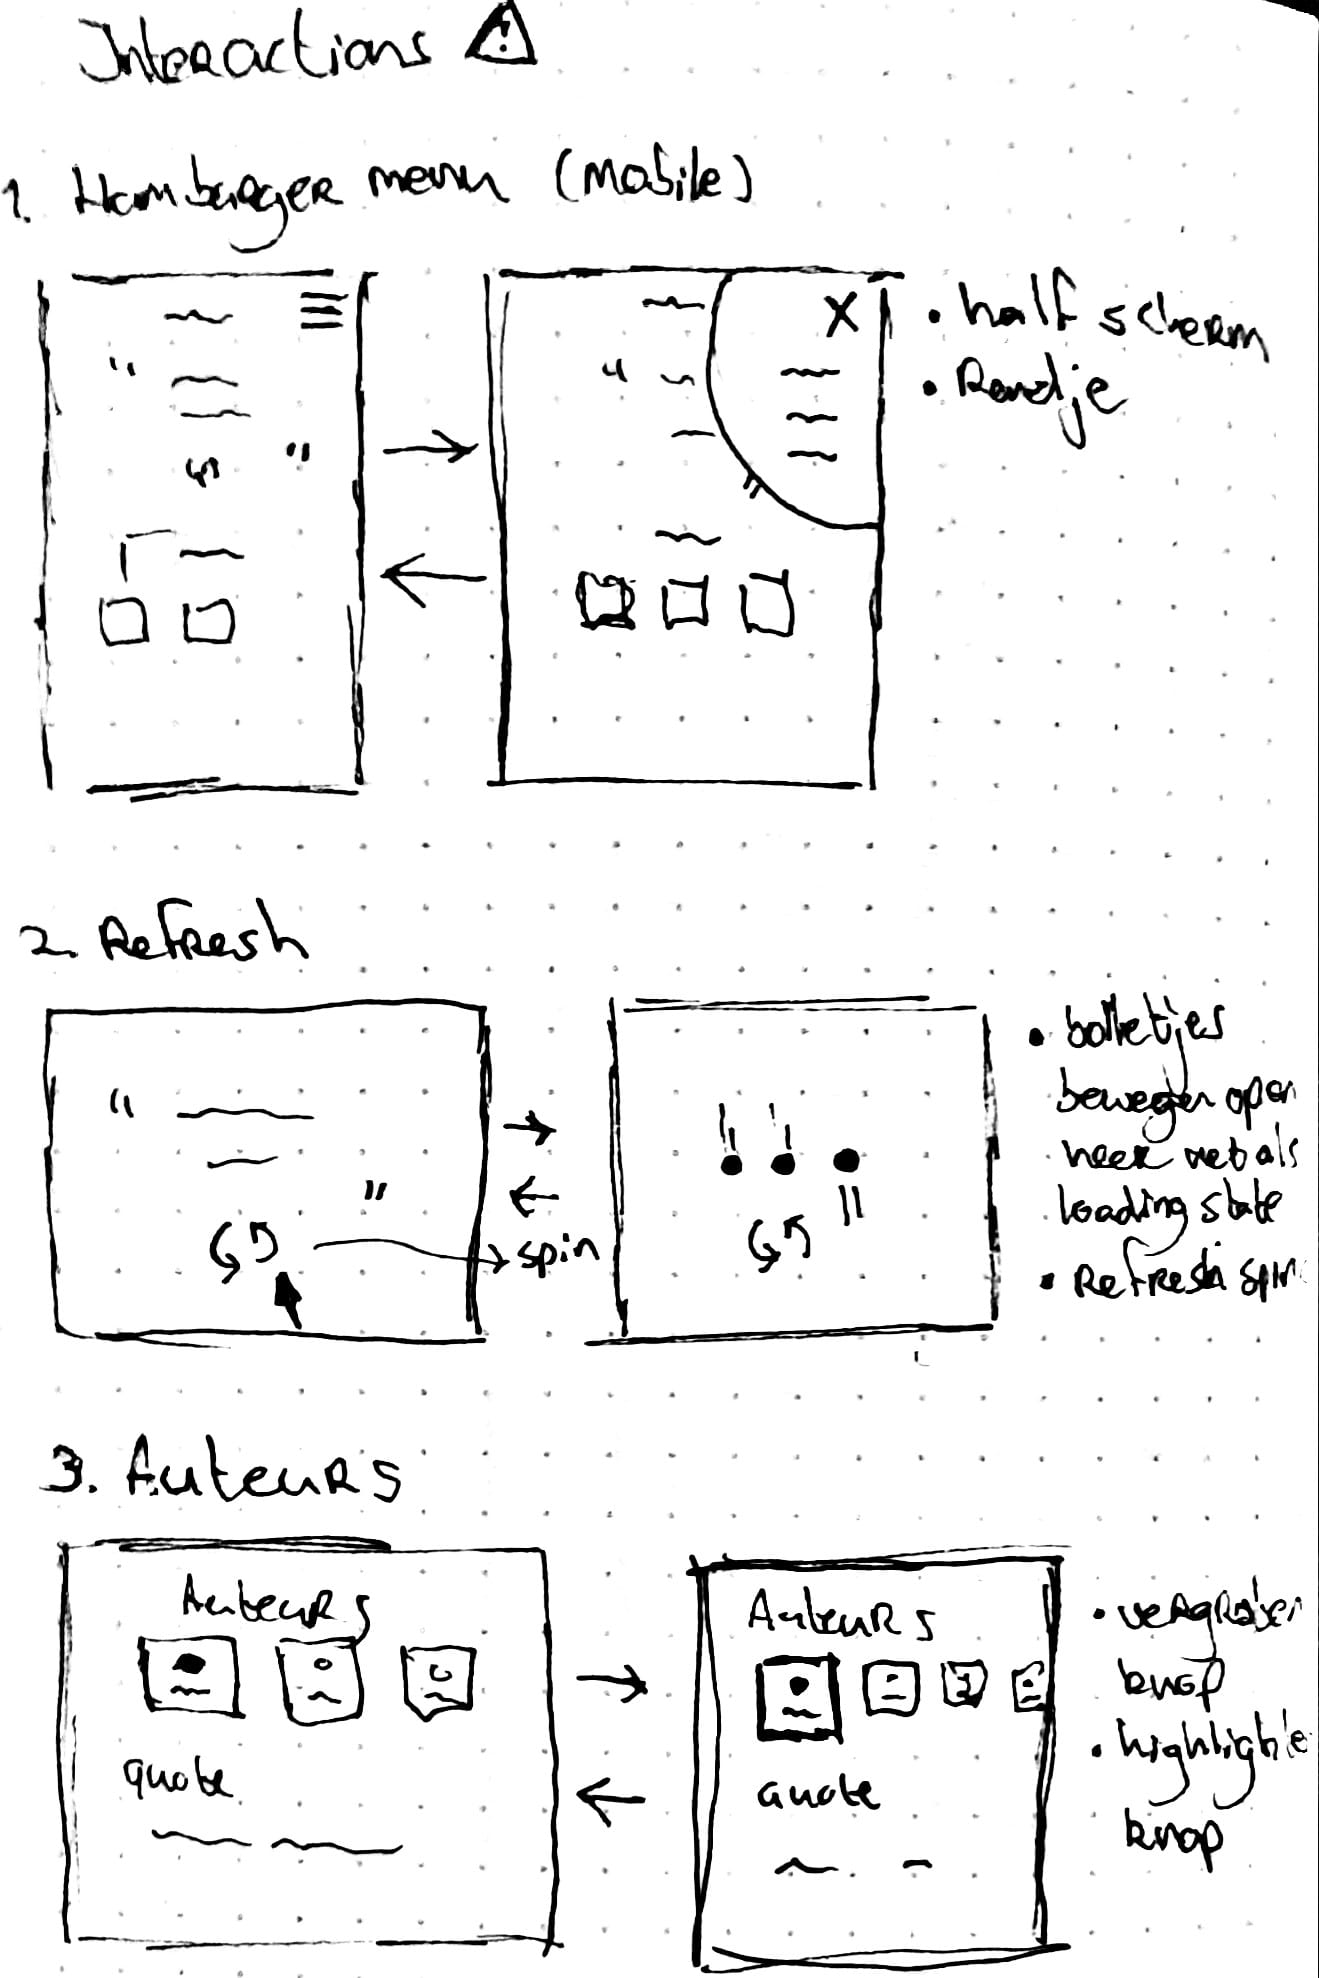 Interactions ⚠
1. Hamburger menu (mobile)
X
• half scherm
• Rondje
"
"
"
2. Refresh
"
"
spin
• bolletjes
bewegen op en
neer net als
loading state
• Refresh spin
3. Auteurs
Auteurs
quote
Auteurs
quote
• vergroten
knop
• highlight
knop